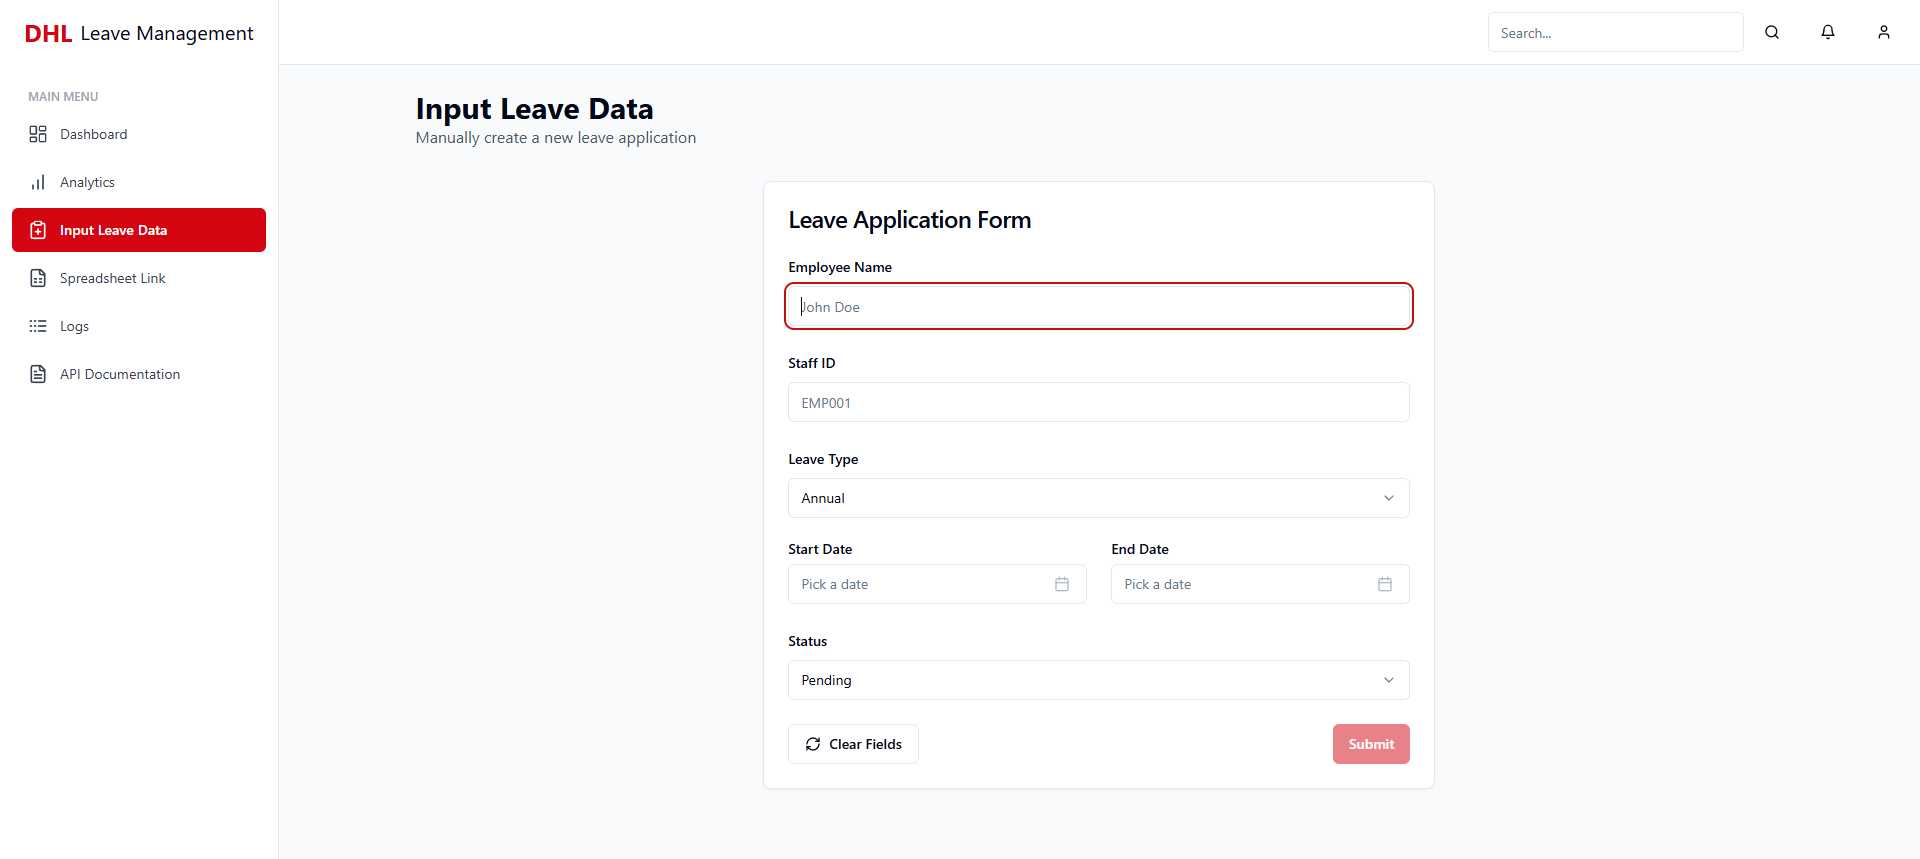 DHL Leave Management
Search...
MAIN MENU
Dashboard
Analytics
Input Leave Data
Spreadsheet Link
Logs
API Documentation
Input Leave Data
Manually create a new leave application
Leave Application Form
Employee Name
John Doe
Staff ID
EMP001
Leave Type
Annual
Start Date
End Date
Pick a date
Pick a date
Status
Pending
Clear Fields
Submit